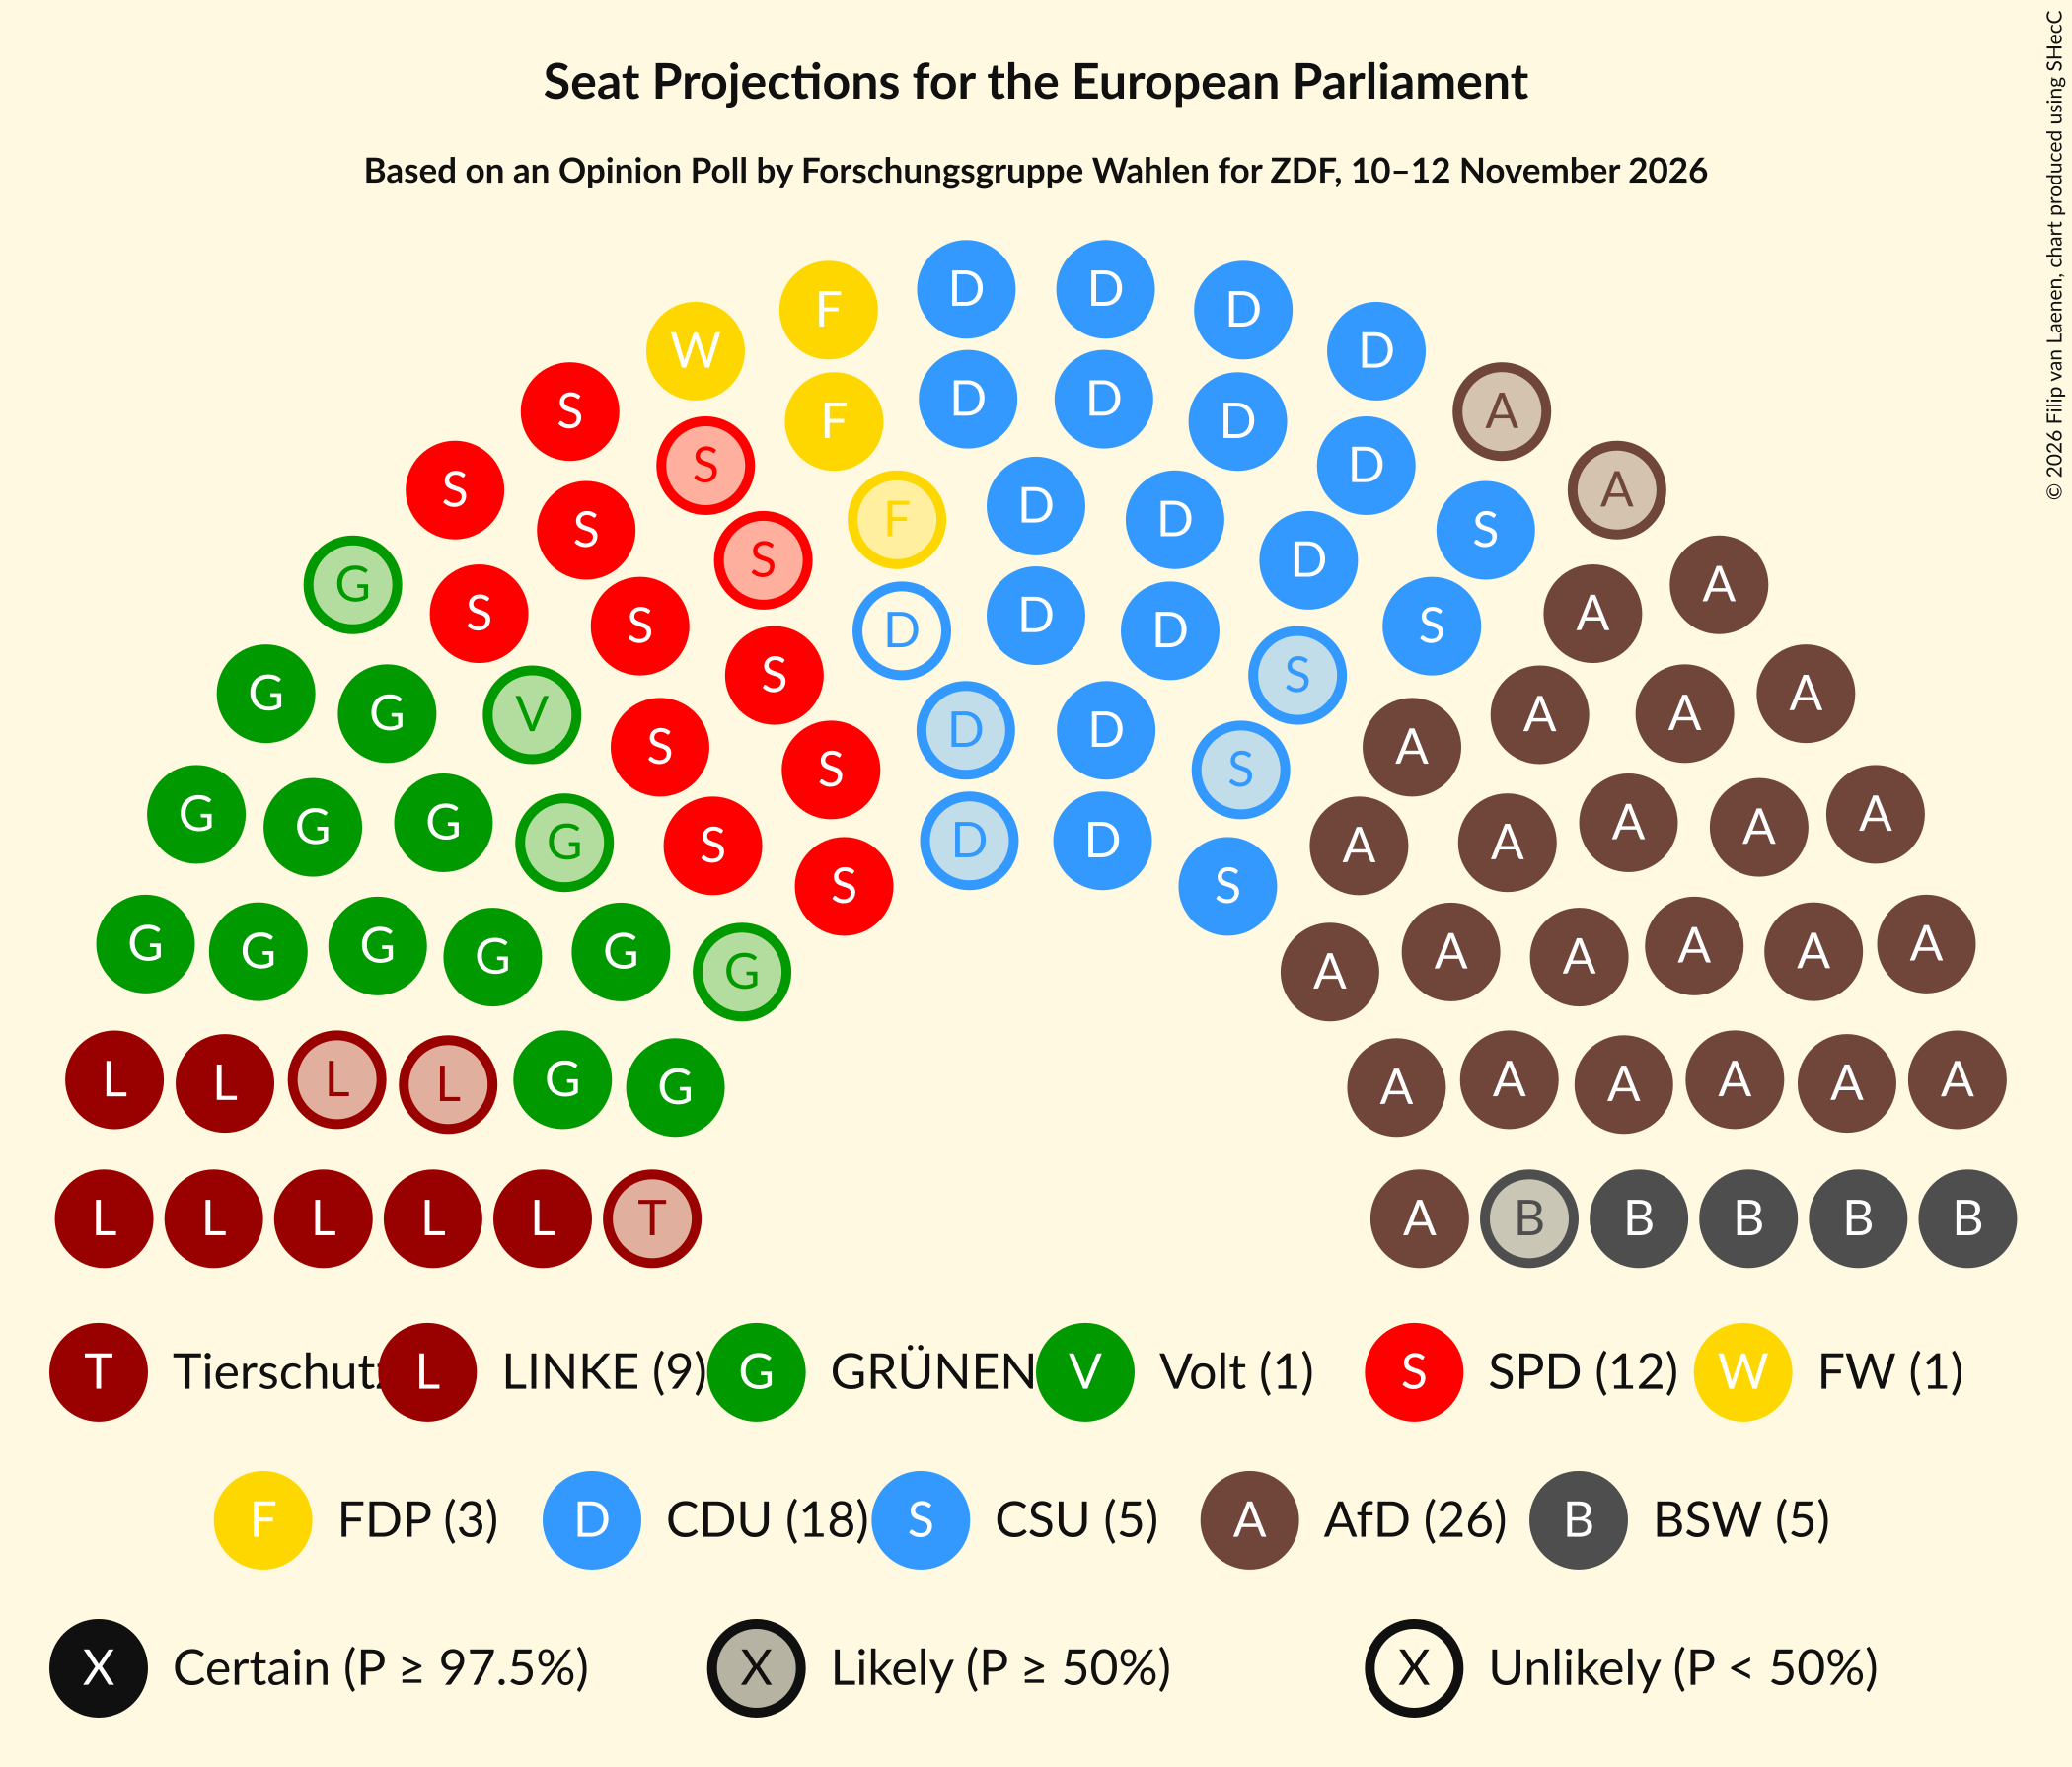 Seat Projections for the European Parliament
Based on an Opinion Poll by Forschungsgruppe Wahlen for ZDF, 10–12 November 2026
© 2026 Filip van Laenen, chart produced using SHecC
D D
F D
W D
S A
D D
F D
S D
S A
D
F D
S S
G D A
S A
D
D D
S S
G G V S S S A A A A
D D
S S
G G G G S D D S A A A A A
S S
G G G G G G A A A A A A
L L L L G G A A A A A A
L L L L L T A B B B B B
T Tierschutz L LINKE (9) G GRÜNEN V Volt (1) S SPD (12) W FW (1)
F FDP (3) D CDU (18) S CSU (5) A AfD (26) B BSW (5)
X Certain (P ≥ 97.5%) X Likely (P ≥ 50%) X Unlikely (P < 50%)